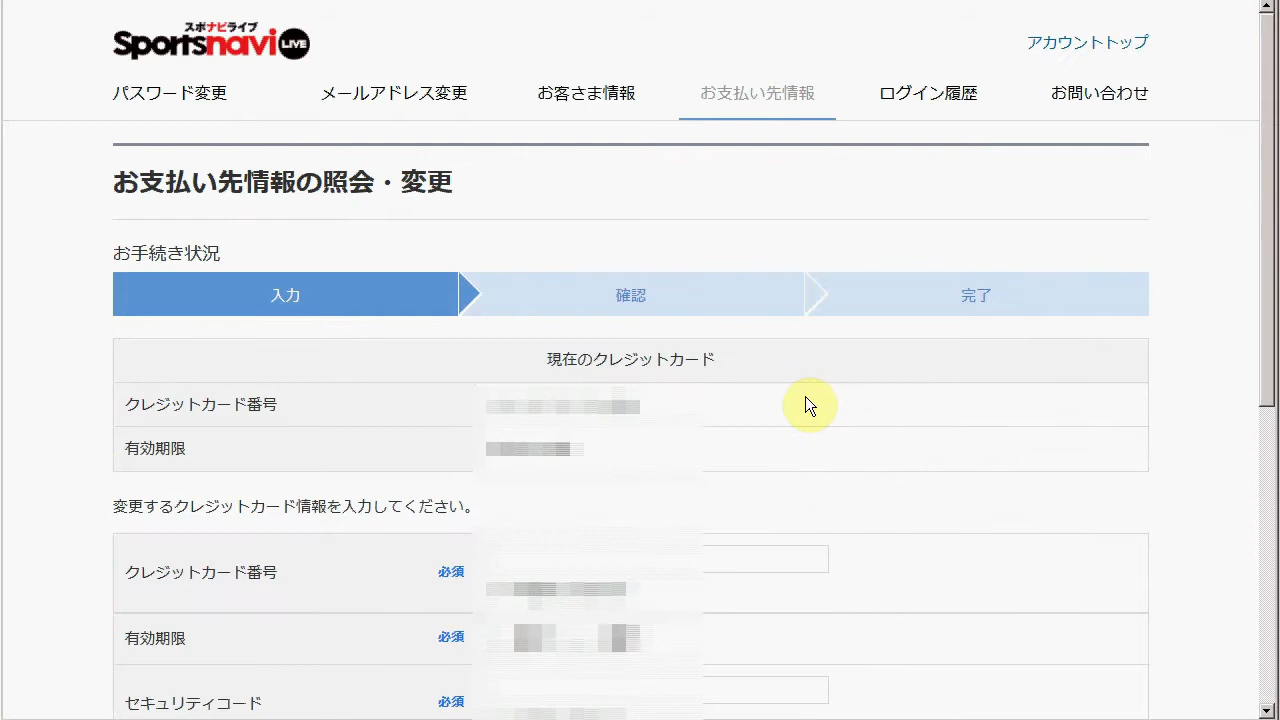 スポナビライブ
Sportsnavi LIVE
アカウントトップ
パスワード変更 メールアドレス変更 お客さま情報 お支払い先情報 ログイン履歴 お問い合わせ
お支払い先情報の照会・変更
お手続き状況
入力 確認 完了
現在のクレジットカード
クレジットカード番号
有効期限
変更するクレジットカード情報を入力してください。
クレジットカード番号 必須
有効期限 必須
セキュリティコード 必須